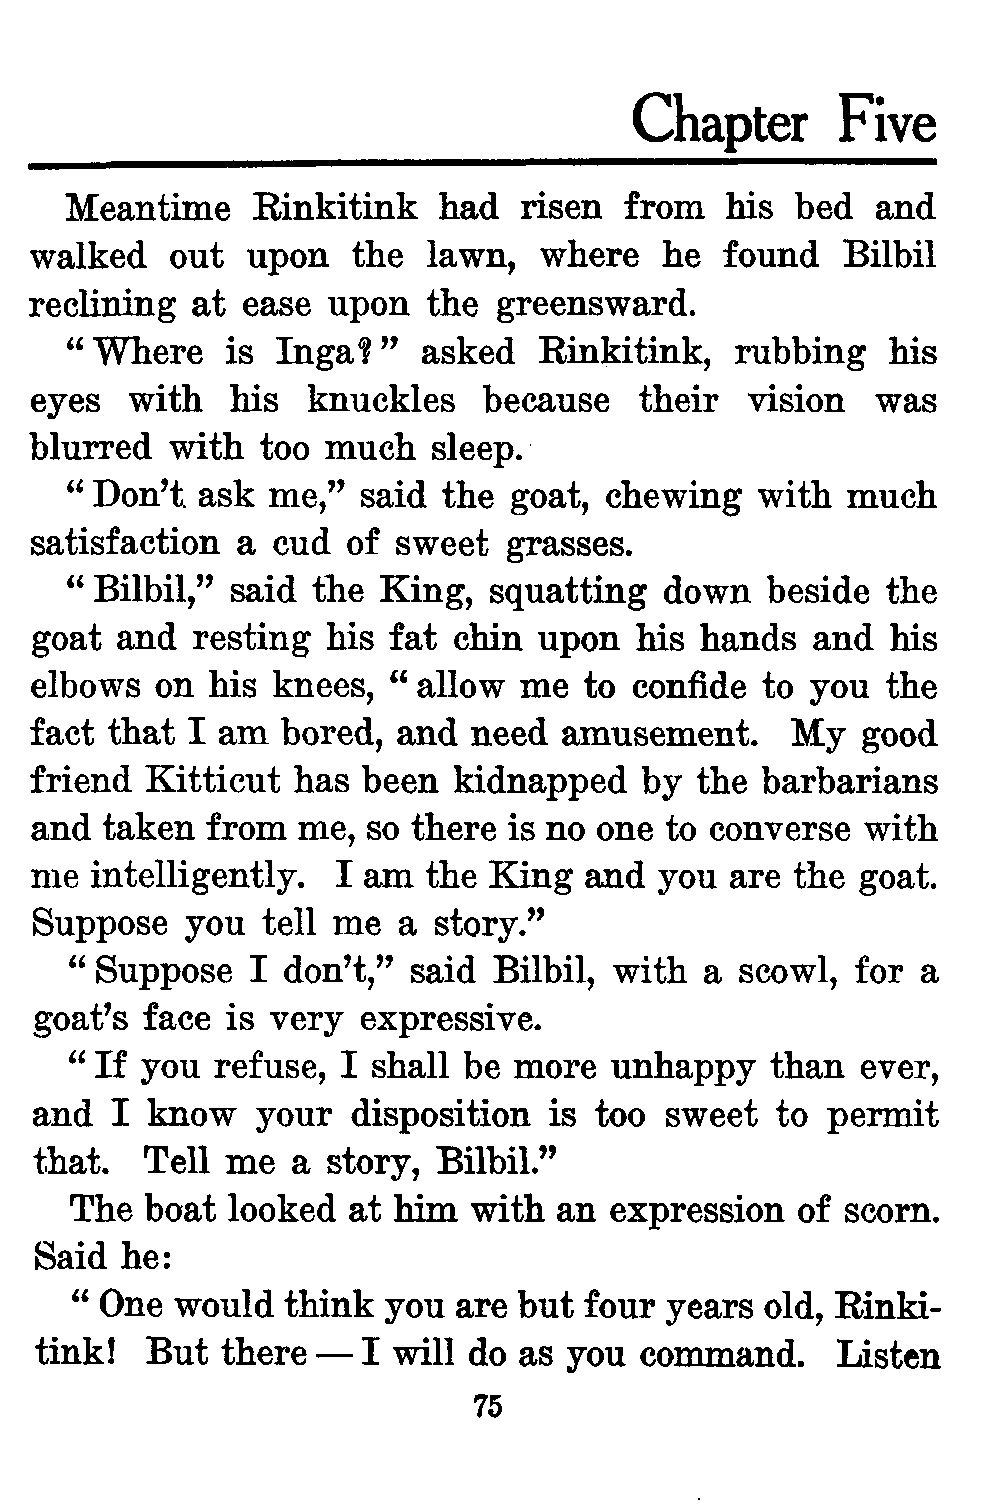 Chapter Five
Meantime Rinkitink had risen from his bed and
walked out upon the lawn, where he found Bilbil
reclining at ease upon the greensward.
“ Where is Inga? ” asked Rinkitink, rubbing his
eyes with his knuckles because their vision was
blurred with too much sleep.
“ Don’t ask me,” said the goat, chewing with much
satisfaction a cud of sweet grasses.
“ Bilbil,” said the King, squatting down beside the
goat and resting his fat chin upon his hands and his
elbows on his knees, “ allow me to confide to you the
fact that I am bored, and need amusement. My good
friend Kitticut has been kidnapped by the barbarians
and taken from me, so there is no one to converse with
me intelligently. I am the King and you are the goat.
Suppose you tell me a story.”
“ Suppose I don’t,” said Bilbil, with a scowl, for a
goat’s face is very expressive.
“ If you refuse, I shall be more unhappy than ever,
and I know your disposition is too sweet to permit
that. Tell me a story, Bilbil.”
The boat looked at him with an expression of scorn.
Said he:
“ One would think you are but four years old, Rinki-
tink! But there — I will do as you command. Listen
75